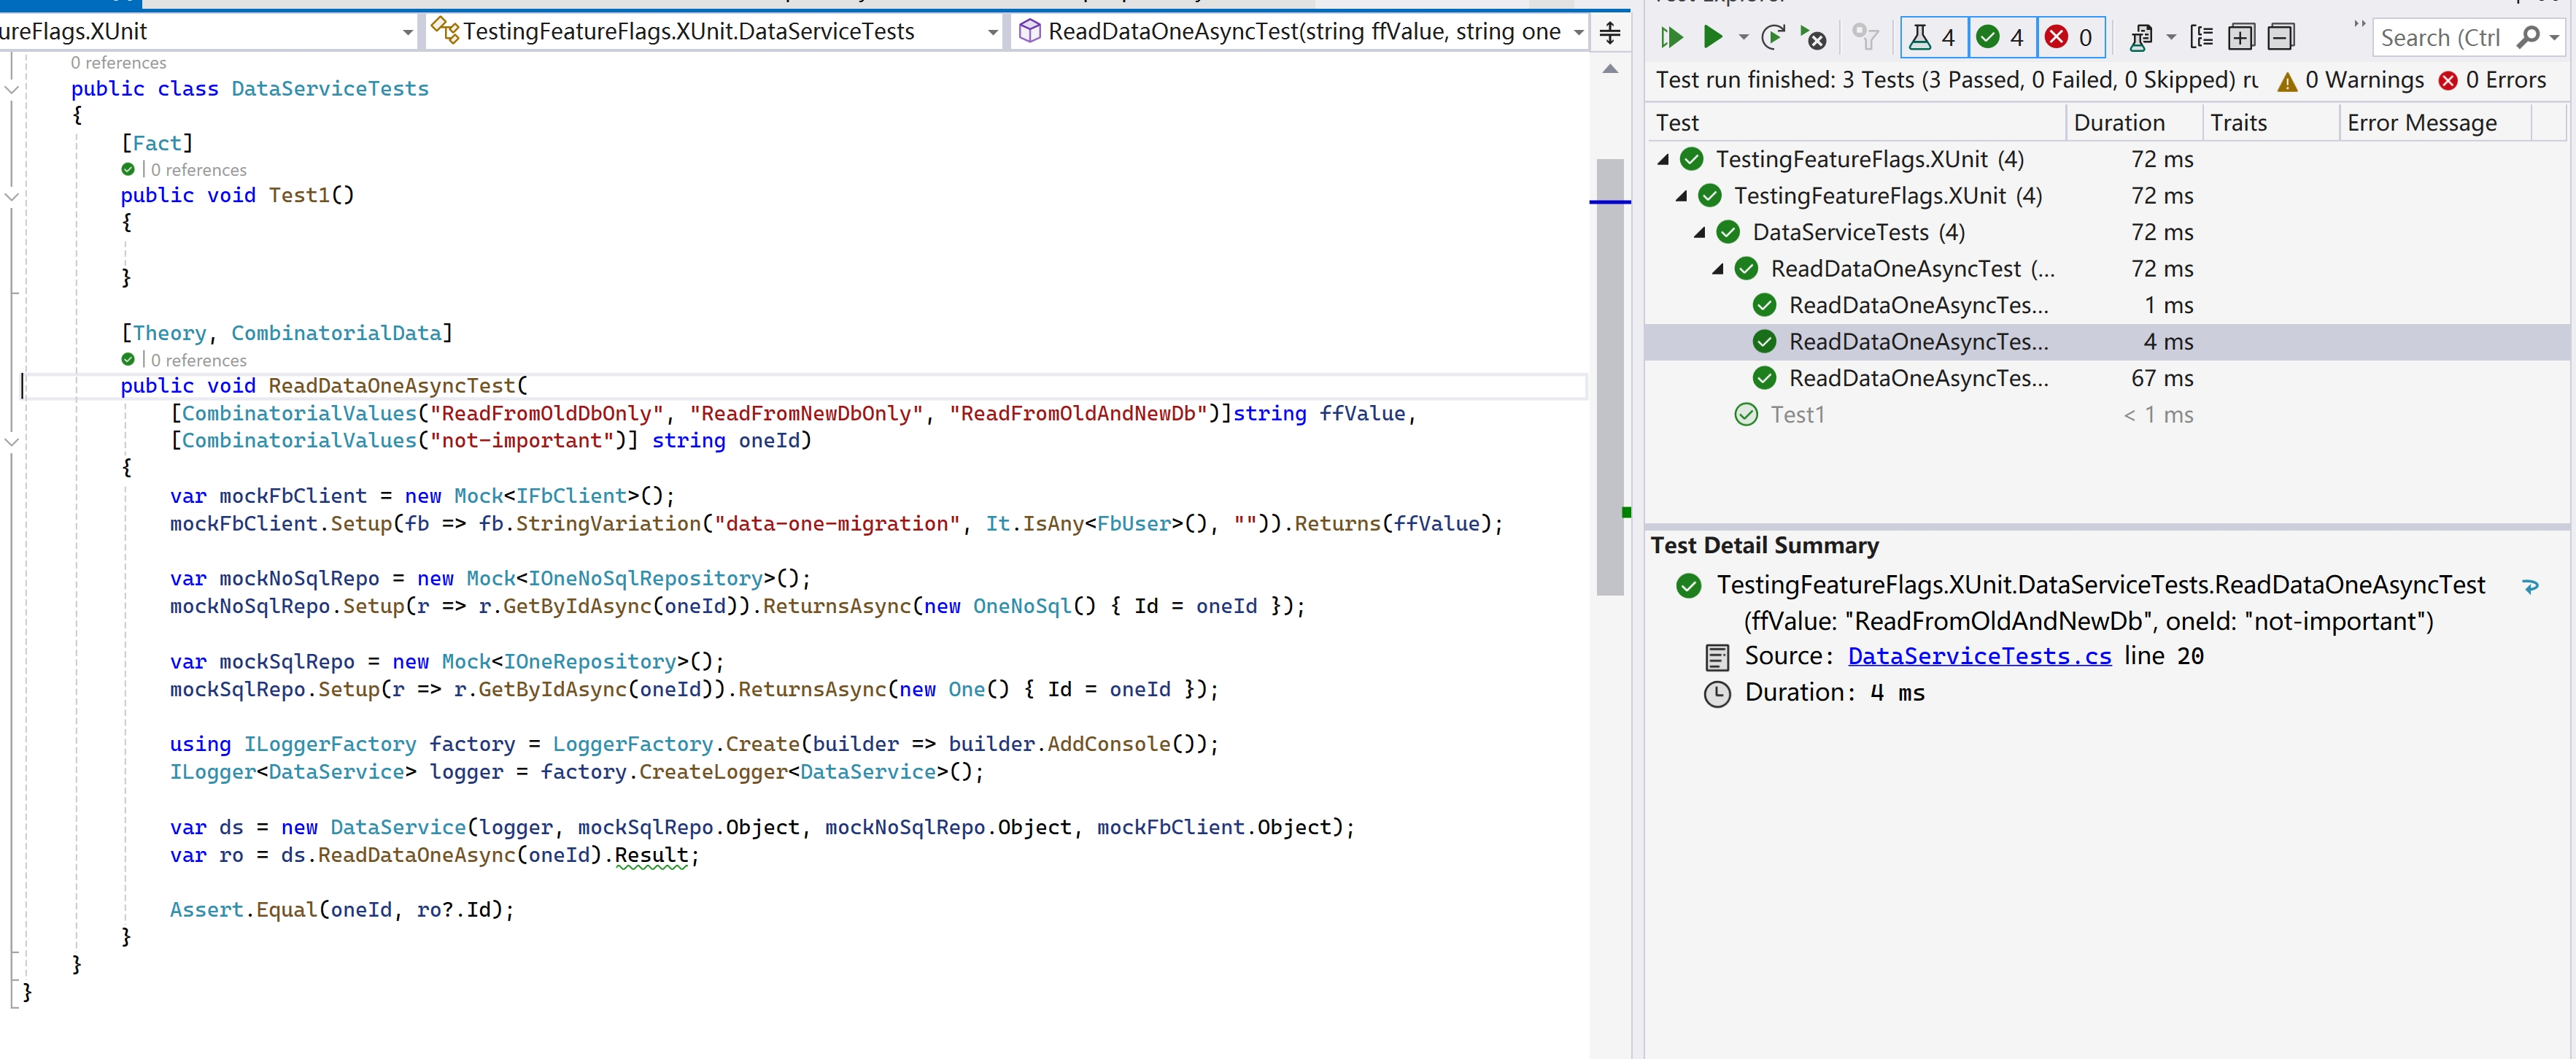 ureFlags.XUnit
TestingFeatureFlags.XUnit.DataServiceTests
ReadDataOneAsyncTest(string ffValue, string one
0 references
public class DataServiceTests
{
[Fact]
| 0 references
public void Test1()
{
}
[Theory, CombinatorialData]
| 0 references
public void ReadDataOneAsyncTest(
[CombinatorialValues("ReadFromOldDbOnly", "ReadFromNewDbOnly", "ReadFromOldAndNewDb")]string ffValue,
[CombinatorialValues("not-important")] string oneId)
{
var mockFbClient = new Mock<IFbClient>();
mockFbClient.Setup(fb => fb.StringVariation("data-one-migration", It.IsAny<FbUser>(), "")).Returns(ffValue);
var mockNoSqlRepo = new Mock<IOneNoSqlRepository>();
mockNoSqlRepo.Setup(r => r.GetByIdAsync(oneId)).ReturnsAsync(new OneNoSql() { Id = oneId });
var mockSqlRepo = new Mock<IOneRepository>();
mockSqlRepo.Setup(r => r.GetByIdAsync(oneId)).ReturnsAsync(new One() { Id = oneId });
using ILoggerFactory factory = LoggerFactory.Create(builder => builder.AddConsole());
ILogger<DataService> logger = factory.CreateLogger<DataService>();
var ds = new DataService(logger, mockSqlRepo.Object, mockNoSqlRepo.Object, mockFbClient.Object);
var ro = ds.ReadDataOneAsync(oneId).Result;
Assert.Equal(oneId, ro?.Id);
}
}
}
4 4 0
Search (Ctrl
Test run finished: 3 Tests (3 Passed, 0 Failed, 0 Skipped) ru 0 Warnings 0 Errors
Test Duration Traits Error Message
TestingFeatureFlags.XUnit (4) 72 ms
TestingFeatureFlags.XUnit (4) 72 ms
DataServiceTests (4) 72 ms
ReadDataOneAsyncTest (... 72 ms
ReadDataOneAsyncTes... 1 ms
ReadDataOneAsyncTes... 4 ms
ReadDataOneAsyncTes... 67 ms
Test1 < 1 ms
Test Detail Summary
TestingFeatureFlags.XUnit.DataServiceTests.ReadDataOneAsyncTest
(ffValue: "ReadFromOldAndNewDb", oneId: "not-important")
Source: DataServiceTests.cs line 20
Duration: 4 ms